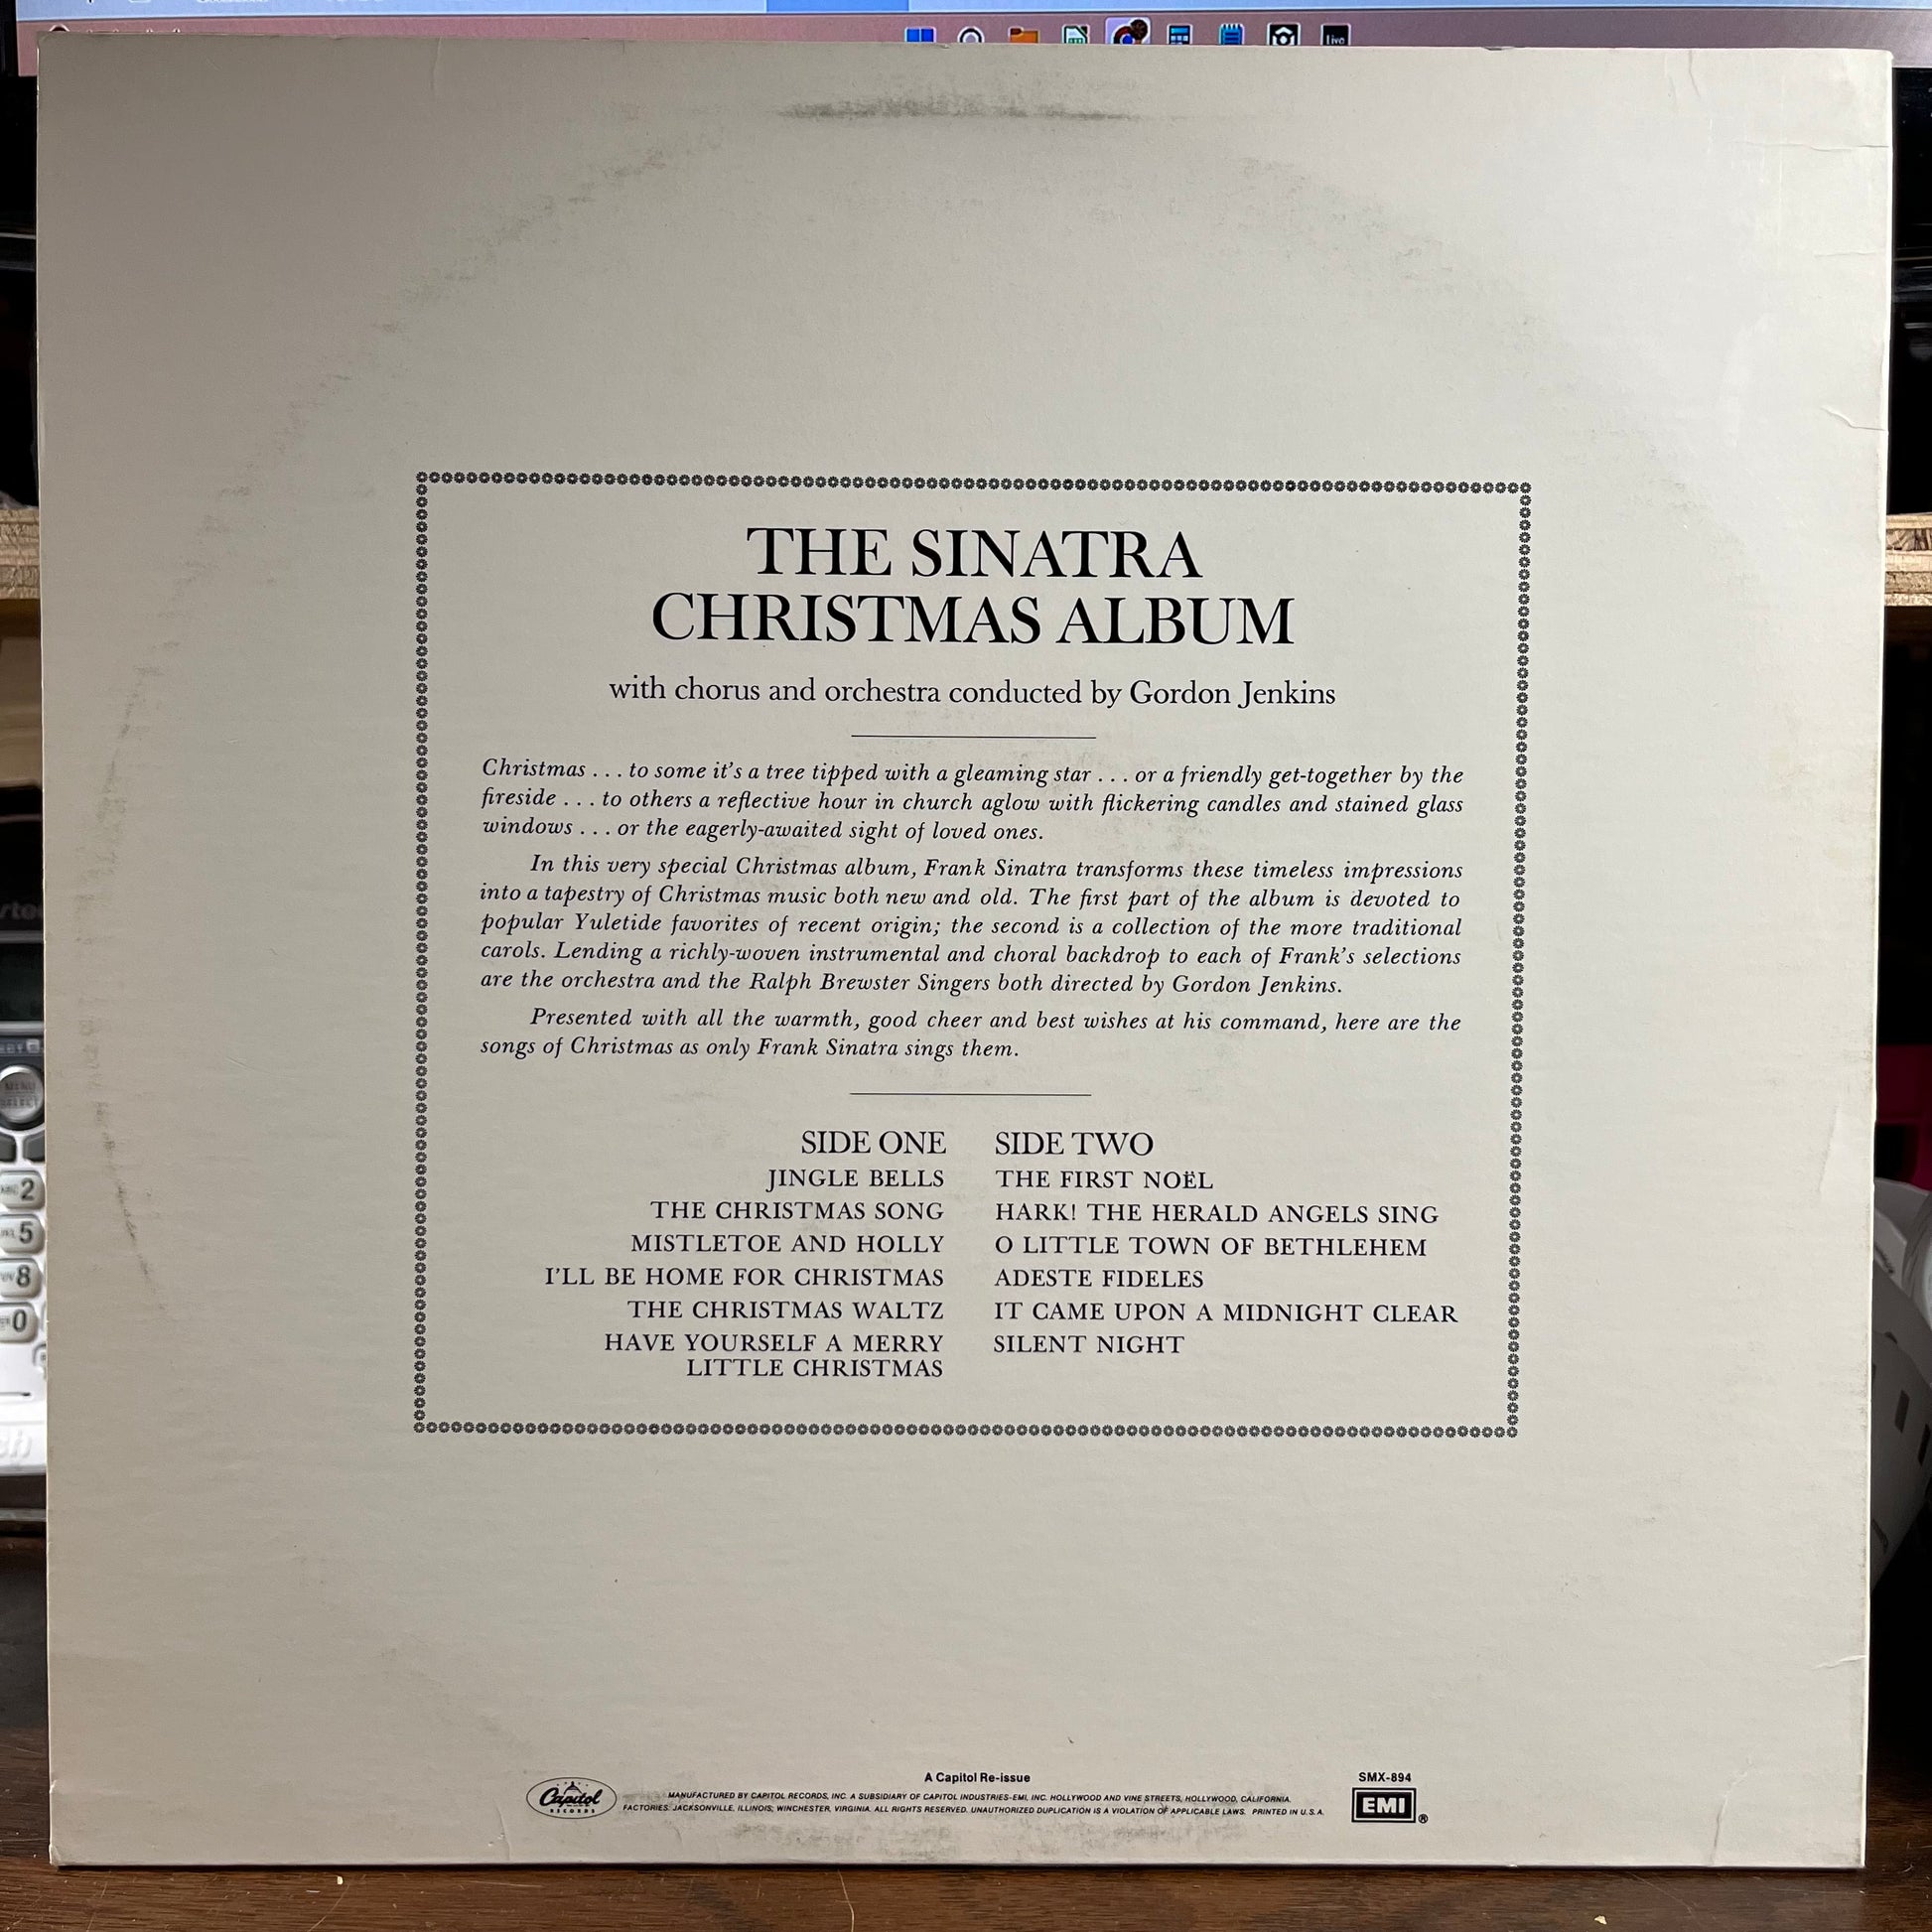 THE SINATRA
CHRISTMAS ALBUM
with chorus and orchestra conducted by Gordon Jenkins
Christmas . . . to some it's a tree tipped with a gleaming star . . . or a friendly get-together by the
fireside . . . to others a reflective hour in church aglow with flickering candles and stained glass
windows . . . or the eagerly-awaited sight of loved ones.
In this very special Christmas album, Frank Sinatra transforms these timeless impressions
into a tapestry of Christmas music both new and old. The first part of the album is devoted to
popular Yuletide favorites of recent origin; the second is a collection of the more traditional
carols. Lending a richly-woven instrumental and choral backdrop to each of Frank's selections
are the orchestra and the Ralph Brewster Singers both directed by Gordon Jenkins.
Presented with all the warmth, good cheer and best wishes at his command, here are the
songs of Christmas as only Frank Sinatra sings them.
SIDE ONE
JINGLE BELLS
THE CHRISTMAS SONG
MISTLETOE AND HOLLY
I'LL BE HOME FOR CHRISTMAS
THE CHRISTMAS WALTZ
HAVE YOURSELF A MERRY
LITTLE CHRISTMAS
SIDE TWO
THE FIRST NOËL
HARK! THE HERALD ANGELS SING
O LITTLE TOWN OF BETHLEHEM
ADESTE FIDELES
IT CAME UPON A MIDNIGHT CLEAR
SILENT NIGHT
A Capitol Re-issue
MANUFACTURED BY CAPITOL RECORDS, INC. A SUBSIDIARY OF CAPITOL INDUSTRIES-EMI, INC. HOLLYWOOD AND VINE STREETS, HOLLYWOOD, CALIFORNIA.
FACTORIES: JACKSONVILLE, ILLINOIS; WINCHESTER, VIRGINIA. ALL RIGHTS RESERVED. UNAUTHORIZED DUPLICATION IS A VIOLATION OF APPLICABLE LAWS. PRINTED IN U.S.A.
Capitol
RECORDS
SMX-894
EMI ®
2
5
8
0
MENU
SELECT
Live